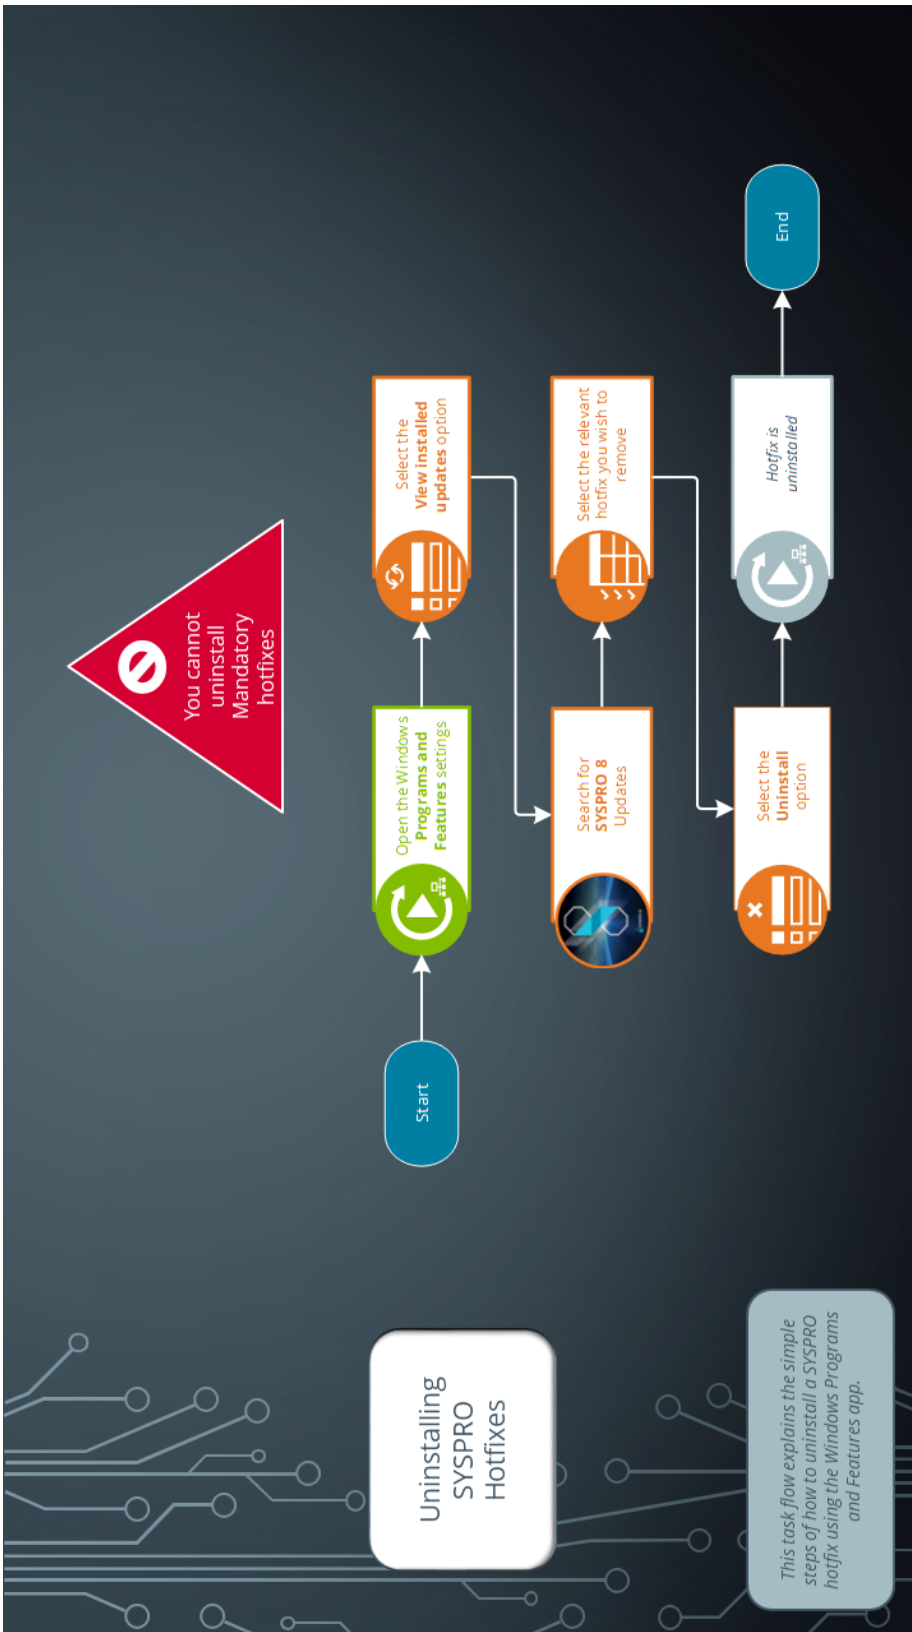 Uninstalling
SYSPRO
Hotfixes
This task flow explains the simple
steps of how to uninstall a SYSPRO
hotfix using the Windows Programs
and Features app.
You cannot
uninstall
Mandatory
hotfixes
Start
Open the Windows
Programs and
Features settings
Select the
View installed
updates option
Search for
SYSPRO 8
Updates
Select the relevant
hotfix you wish to
remove
Select the
Uninstall
option
Hotfix is
uninstalled
End